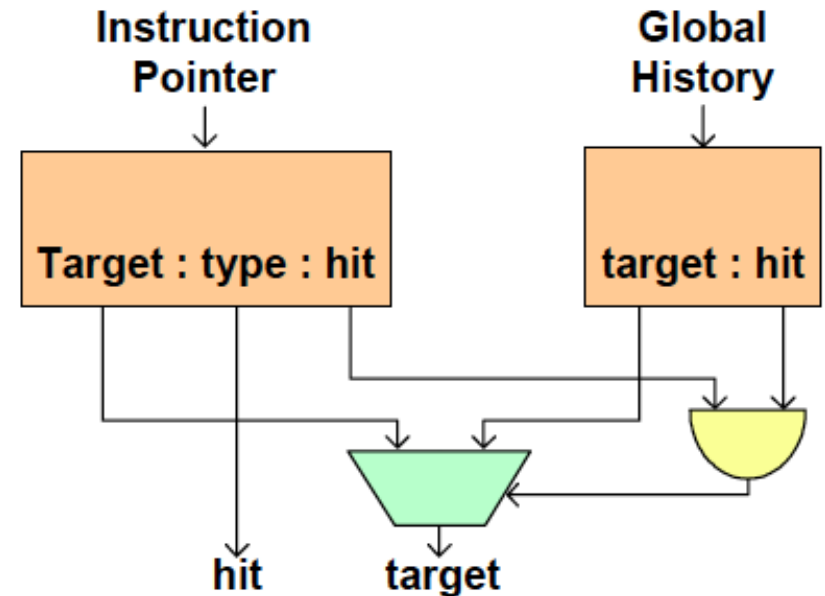 Instruction
Pointer
Global
History
Target : type : hit
target : hit
hit
target